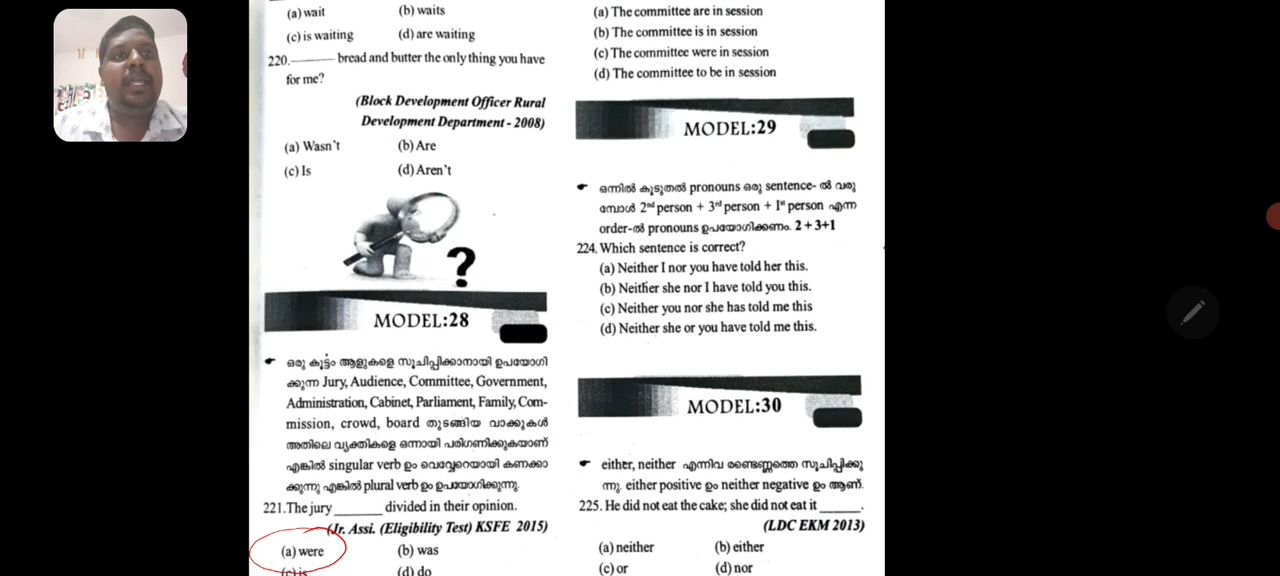 (a) wait (b) waits
(c) is waiting (d) are waiting
220. ______ bread and butter the only thing you have
for me?
(Block Development Officer Rural
Development Department - 2008)
(a) Wasn't (b) Are
(c) Is (d) Aren't
?
MODEL:28
ഒരു കൂട്ടം ആളുകളെ സൂചിപ്പിക്കാനായി ഉപയോഗി
ക്കുന്ന Jury, Audience, Committee, Government,
Administration, Cabinet, Parliament, Family, Com-
mission, crowd, board തുടങ്ങിയ വാക്കുകൾ
അതിലെ വ്യക്തികളെ ഒന്നായി പരിഗണിക്കുകയാണ്
എങ്കിൽ singular verb ഉം വെവ്വേറെയായി കണക്കാ
ക്കുന്നു എങ്കിൽ plural verb ഉം ഉപയോഗിക്കുന്നു.
221.The jury ______ divided in their opinion.
(Jr. Assi. (Eligibility Test) KSFE 2015)
(a) were (b) was
(c) is (d) do
(a) The committee are in session
(b) The committee is in session
(c) The committee were in session
(d) The committee to be in session
MODEL:29
ഒന്നിൽ കൂടുതൽ pronouns ഒരു sentence- ൽ വരു
മ്പോൾ 2nd person + 3rd person + Ist person എന്ന
order-ൽ pronouns ഉപയോഗിക്കണം. 2 + 3+1
224. Which sentence is correct?
(a) Neither I nor you have told her this.
(b) Neither she nor I have told you this.
(c) Neither you nor she has told me this
(d) Neither she or you have told me this.
MODEL:30
either, neither എന്നിവ രണ്ടെണ്ണത്തെ സൂചിപ്പിക്കു
ന്നു. either positive ഉം neither negative ഉം ആണ്.
225. He did not eat the cake; she did not eat it ______.
(LDC EKM 2013)
(a) neither (b) either
(c) or (d) nor